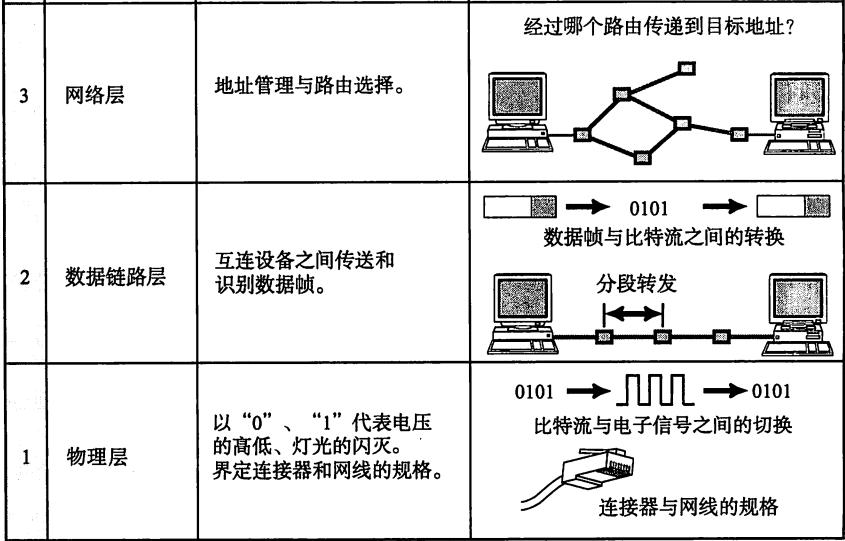 经过哪个路由传递到目标地址?
3
网络层
地址管理与路由选择。
0101
数据帧与比特流之间的转换
2
数据链路层
互连设备之间传送和
识别数据帧。
分段转发
0101
0101
比特流与电子信号之间的切换
1
物理层
以“0”、“1”代表电压
的高低、灯光的闪灭。
界定连接器和网线的规格。
连接器与网线的规格